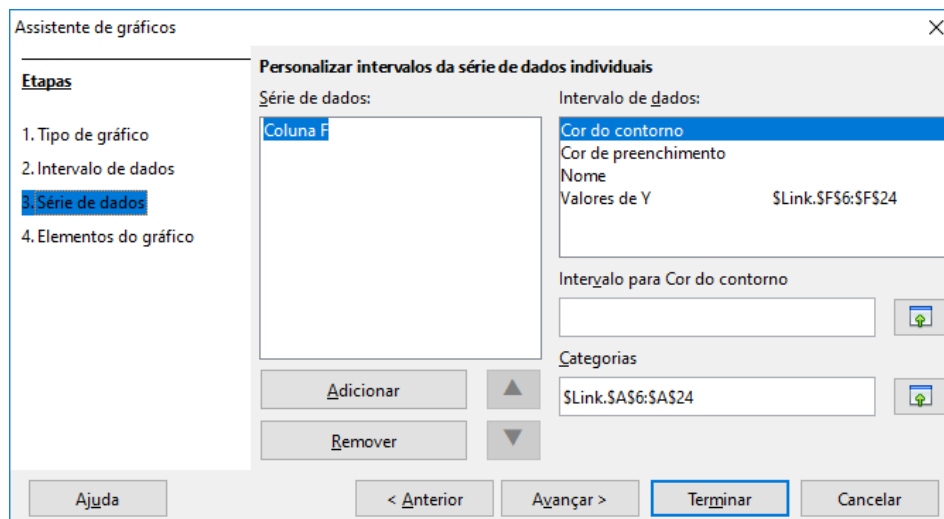 Assistente de gráficos
Etapas
1. Tipo de gráfico
2. Intervalo de dados
3. Série de dados
4. Elementos do gráfico
Personalizar intervalos da série de dados individuais
Série de dados:
Coluna F
Adicionar
Remover
Intervalo de dados:
Cor do contorno
Cor de preenchimento
Nome
Valores de Y $Link.$F$6:$F$24
Intervalo para Cor do contorno
Categorias
$Link.$A$6:$A$24
Ajuda
< Anterior
Avançar >
Terminar
Cancelar